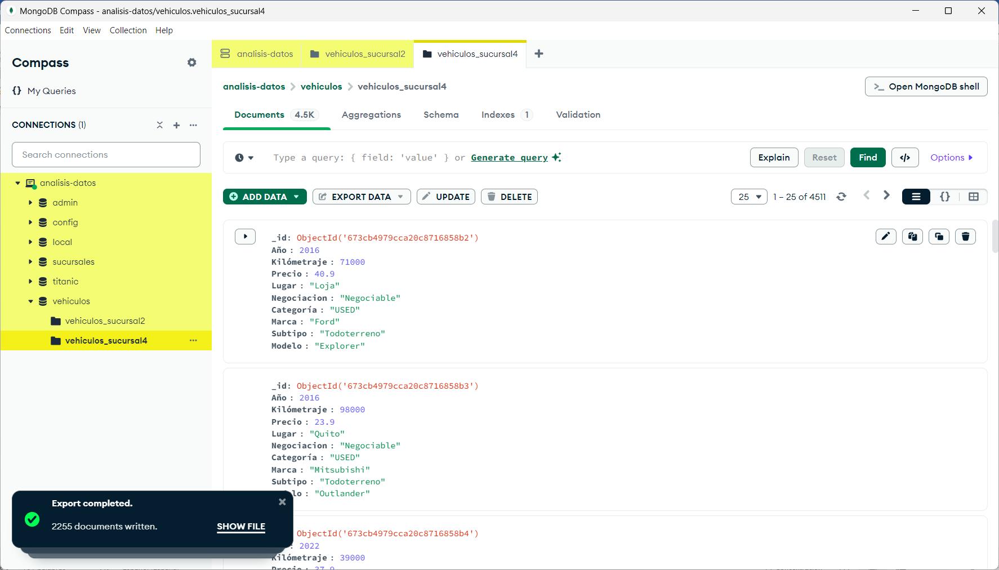 MongoDB Compass - analisis-datos/vehiculos.vehiculos_sucursal4
Connections Edit View Collection Help
Compass
My Queries
CONNECTIONS (1)
Search connections
analisis-datos
admin
config
local
sucursales
titanic
vehiculos
vehiculos_sucursal2
vehiculos_sucursal4
analisis-datos vehiculos_sucursal2 vehiculos_sucursal4
analisis-datos vehiculos vehiculos_sucursal4
Open MongoDB shell
Documents 4.5K Aggregations Schema Indexes 1 Validation
Type a query: { field: 'value' } or Generate query
Explain Reset Find Options
ADD DATA EXPORT DATA UPDATE DELETE
25 1 – 25 of 4511
_id: ObjectId('673cb4979cca20c8716858b2')
Año : 2016
Kilómetraje : 71000
Precio : 40.9
Lugar : "Loja"
Negociacion : "Negociable"
Categoría : "USED"
Marca : "Ford"
Subtipo : "Todoterreno"
Modelo : "Explorer"
_id: ObjectId('673cb4979cca20c8716858b3')
Año : 2016
Kilómetraje : 98000
Precio : 23.9
Lugar : "Quito"
Negociacion : "Negociable"
Categoría : "USED"
Marca : "Mitsubishi"
Subtipo : "Todoterreno"
lo : "Outlander"
ObjectId('673cb4979cca20c8716858b4')
: 2022
Kilómetraje : 39000
Precio : 37.9
Export completed.
2255 documents written.
SHOW FILE